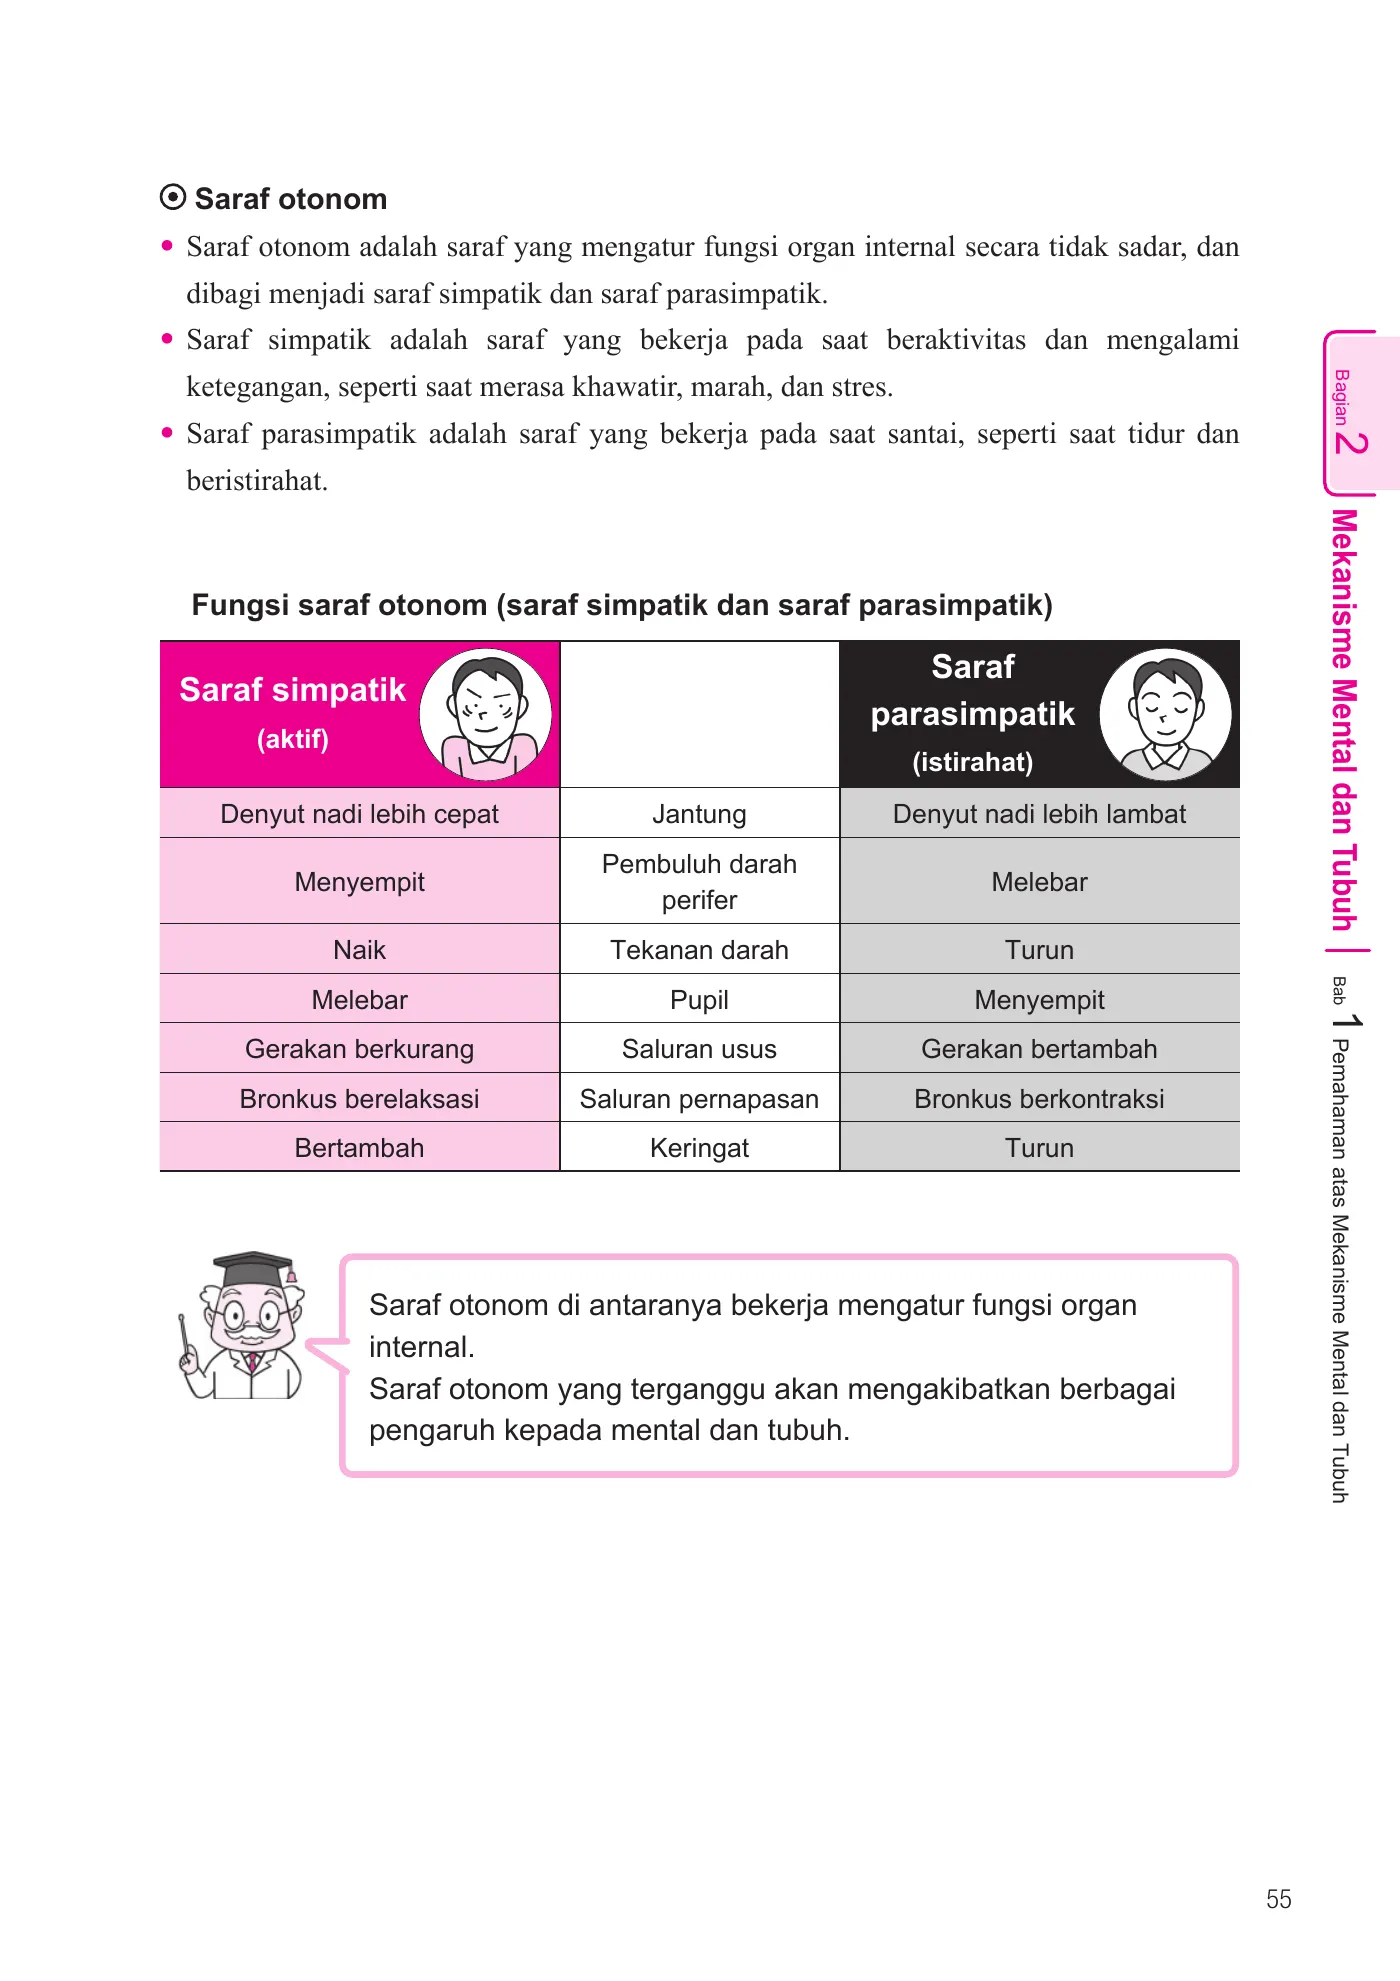 Saraf otonom
• Saraf otonom adalah saraf yang mengatur fungsi organ internal secara tidak sadar, dan
dibagi menjadi saraf simpatik dan saraf parasimpatik.
• Saraf simpatik adalah saraf yang bekerja pada saat beraktivitas dan mengalami
ketegangan, seperti saat merasa khawatir, marah, dan stres.
• Saraf parasimpatik adalah saraf yang bekerja pada saat santai, seperti saat tidur dan
beristirahat.
Fungsi saraf otonom (saraf simpatik dan saraf parasimpatik)
Saraf simpatik
(aktif)
Saraf
parasimpatik
(istirahat)
Denyut nadi lebih cepat Jantung Denyut nadi lebih lambat
Menyempit Pembuluh darah
perifer Melebar
Naik Tekanan darah Turun
Melebar Pupil Menyempit
Gerakan berkurang Saluran usus Gerakan bertambah
Bronkus berelaksasi Saluran pernapasan Bronkus berkontraksi
Bertambah Keringat Turun
Saraf otonom di antaranya bekerja mengatur fungsi organ
internal.
Saraf otonom yang terganggu akan mengakibatkan berbagai
pengaruh kepada mental dan tubuh.
Bagian 2
Mekanisme Mental dan Tubuh
Bab 1 Pemahaman atas Mekanisme Mental dan Tubuh
55